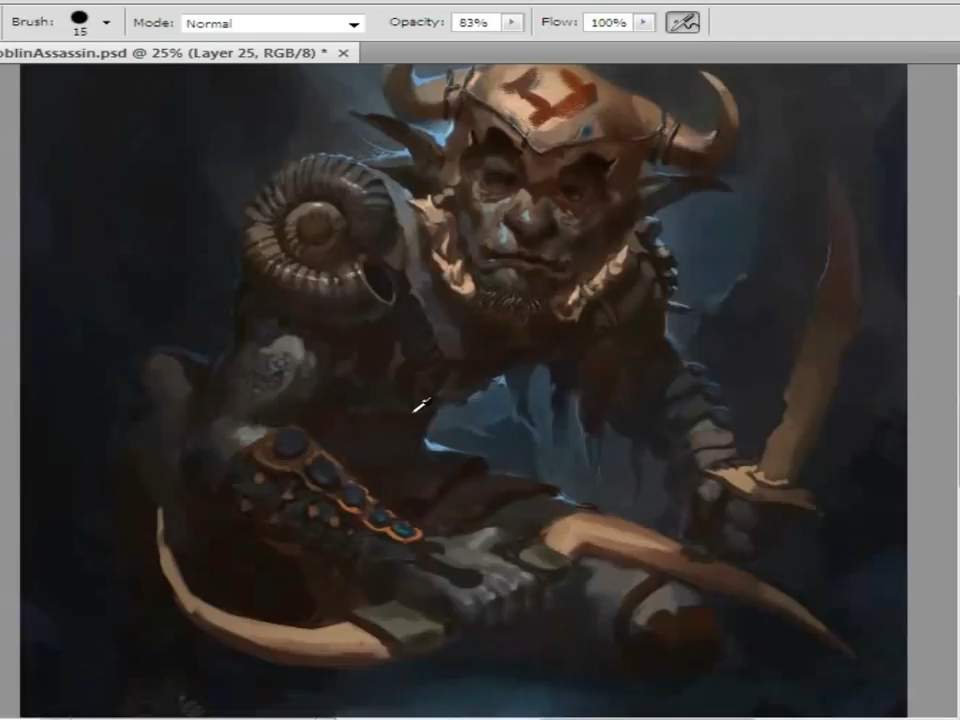 Brush: 15 Mode: Normal Opacity: 83% Flow: 100%
oblinAssassin.psd @ 25% (Layer 25, RGB/8) *